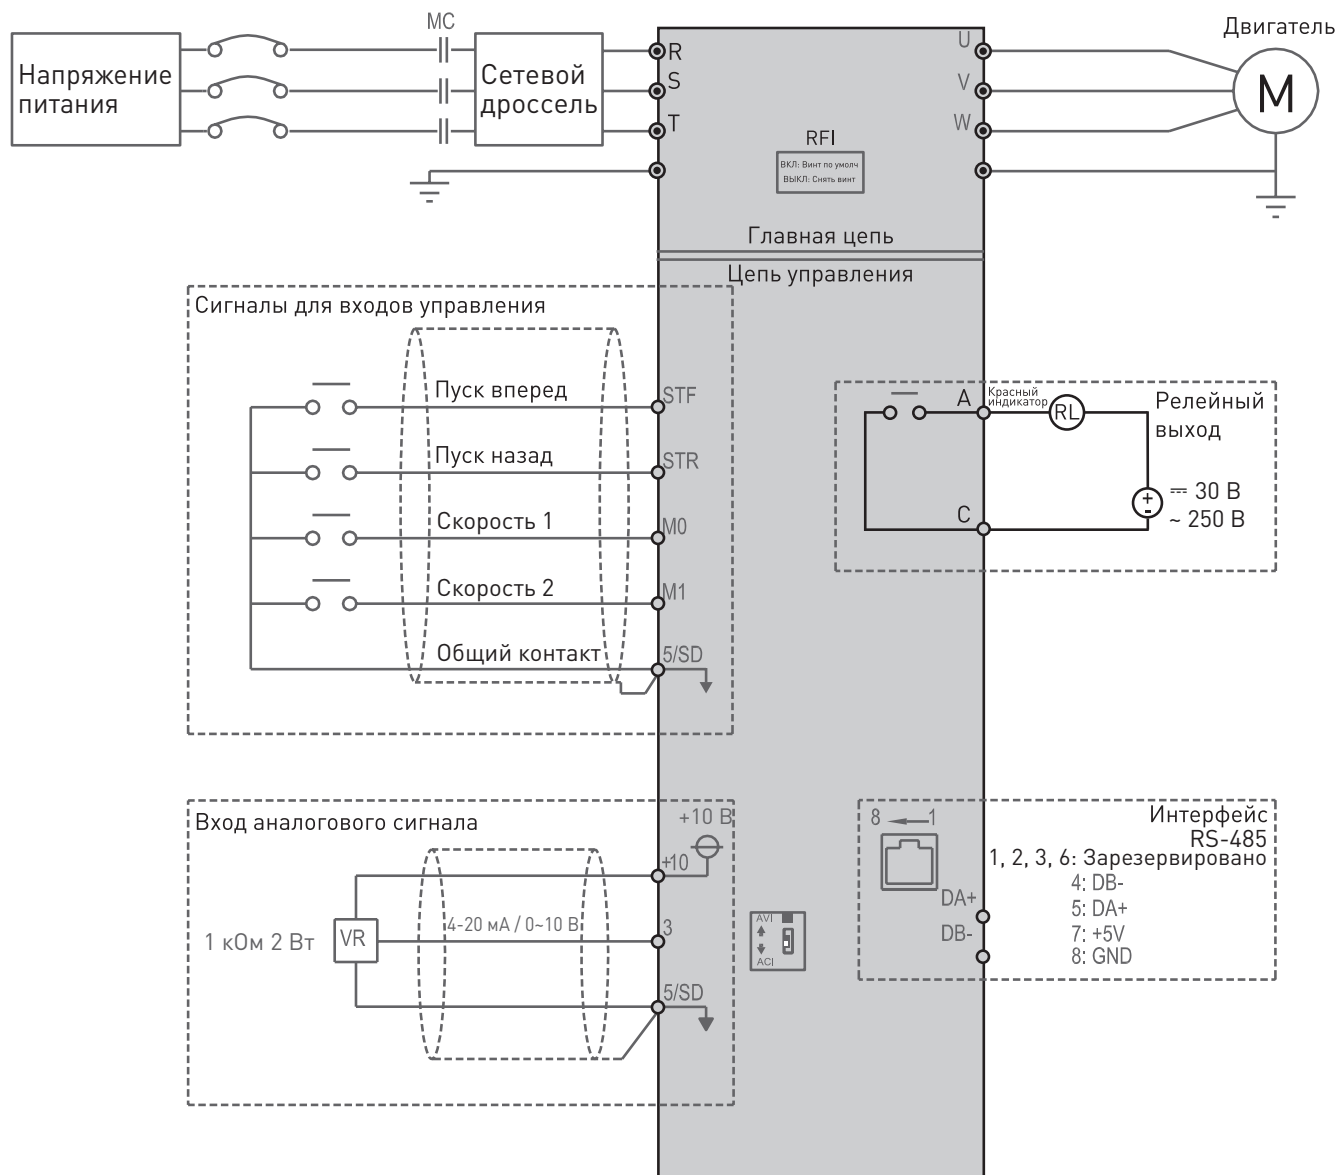 MC
Двигатель
Напряжение
питания
Сетевой
дроссель
R
S
T
U
V
W
M
RFI
ВКЛ: Винт по умолч
ВЫКЛ: Снять винт
Главная цепь
Цепь управления
Сигналы для входов управления
Пуск вперед
STF
Пуск назад
STR
Скорость 1
M0
Скорость 2
M1
Общий контакт
5/SD
A
Красный
индикатор
RL
Релейный
выход
C
+
-
30 В
~ 250 В
Вход аналогового сигнала
+10 В
+10
4-20 мА / 0~10 В
3
1 кОм 2 Вт
VR
5/SD
AVI
ACI
8
1
Интерфейс
RS-485
1, 2, 3, 6: Зарезервировано
4: DB-
5: DA+
7: +5V
8: GND
DA+
DB-